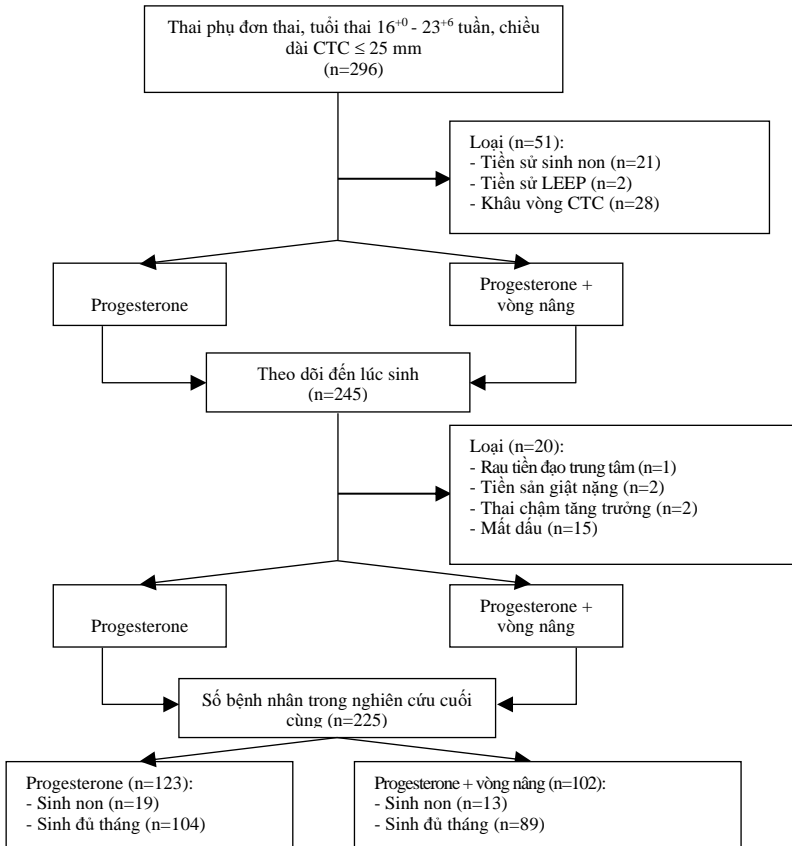 Thai phụ đơn thai, tuổi thai 16⁺⁰ - 23⁺⁶ tuần, chiều
dài CTC ≤ 25 mm
(n=296)
Loại (n=51):
- Tiền sử sinh non (n=21)
- Tiền sử LEEP (n=2)
- Khâu vòng CTC (n=28)
Progesterone
Progesterone +
vòng nâng
Theo dõi đến lúc sinh
(n=245)
Loại (n=20):
- Rau tiền đạo trung tâm (n=1)
- Tiền sản giật nặng (n=2)
- Thai chậm tăng trưởng (n=2)
- Mất dấu (n=15)
Progesterone
Progesterone +
vòng nâng
Số bệnh nhân trong nghiên cứu cuối
cùng (n=225)
Progesterone (n=123):
- Sinh non (n=19)
- Sinh đủ tháng (n=104)
Progesterone + vòng nâng (n=102):
- Sinh non (n=13)
- Sinh đủ tháng (n=89)